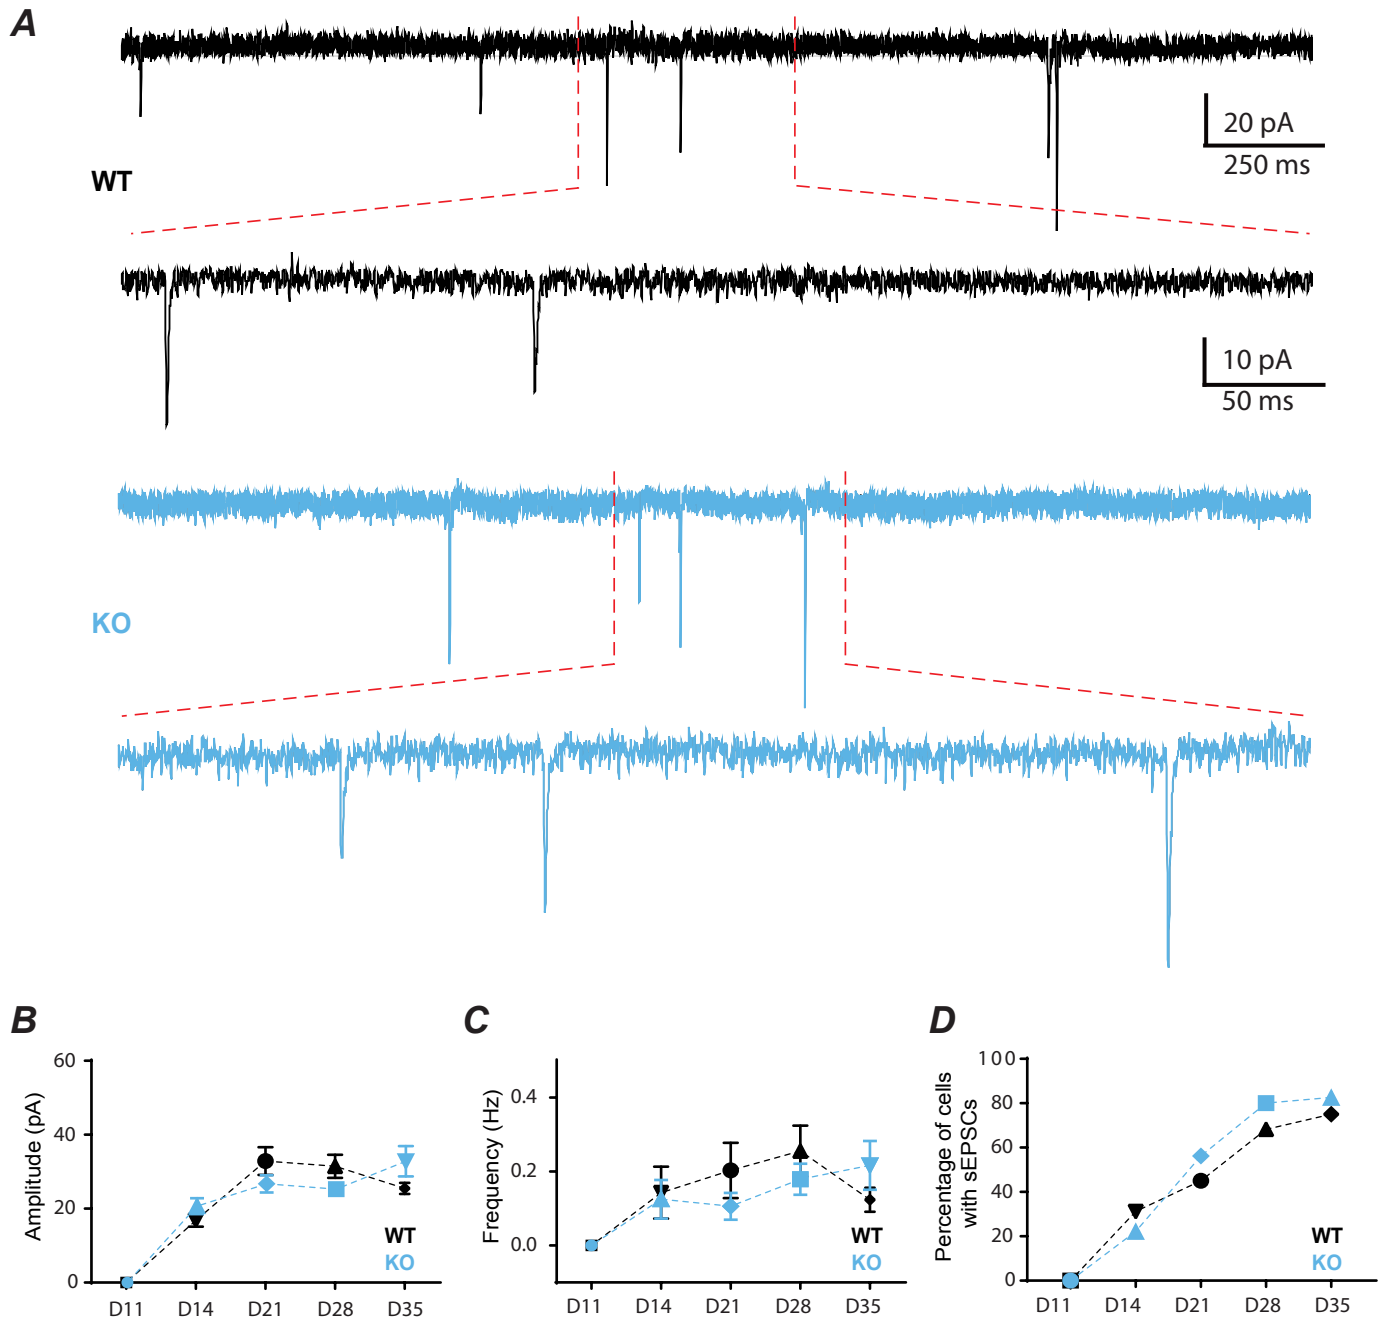 A
20 pA
250 ms
WT
10 pA
50 ms
KO
B
Amplitude (pA)
60
40
20
0
WT
KO
D11 D14 D21 D28 D35
C
Frequency (Hz)
0.4
0.2
0.0
WT
KO
D11 D14 D21 D28 D35
D
Percentage of cells
with sEPSCs
100
80
60
40
20
0
WT
KO
D11 D14 D21 D28 D35